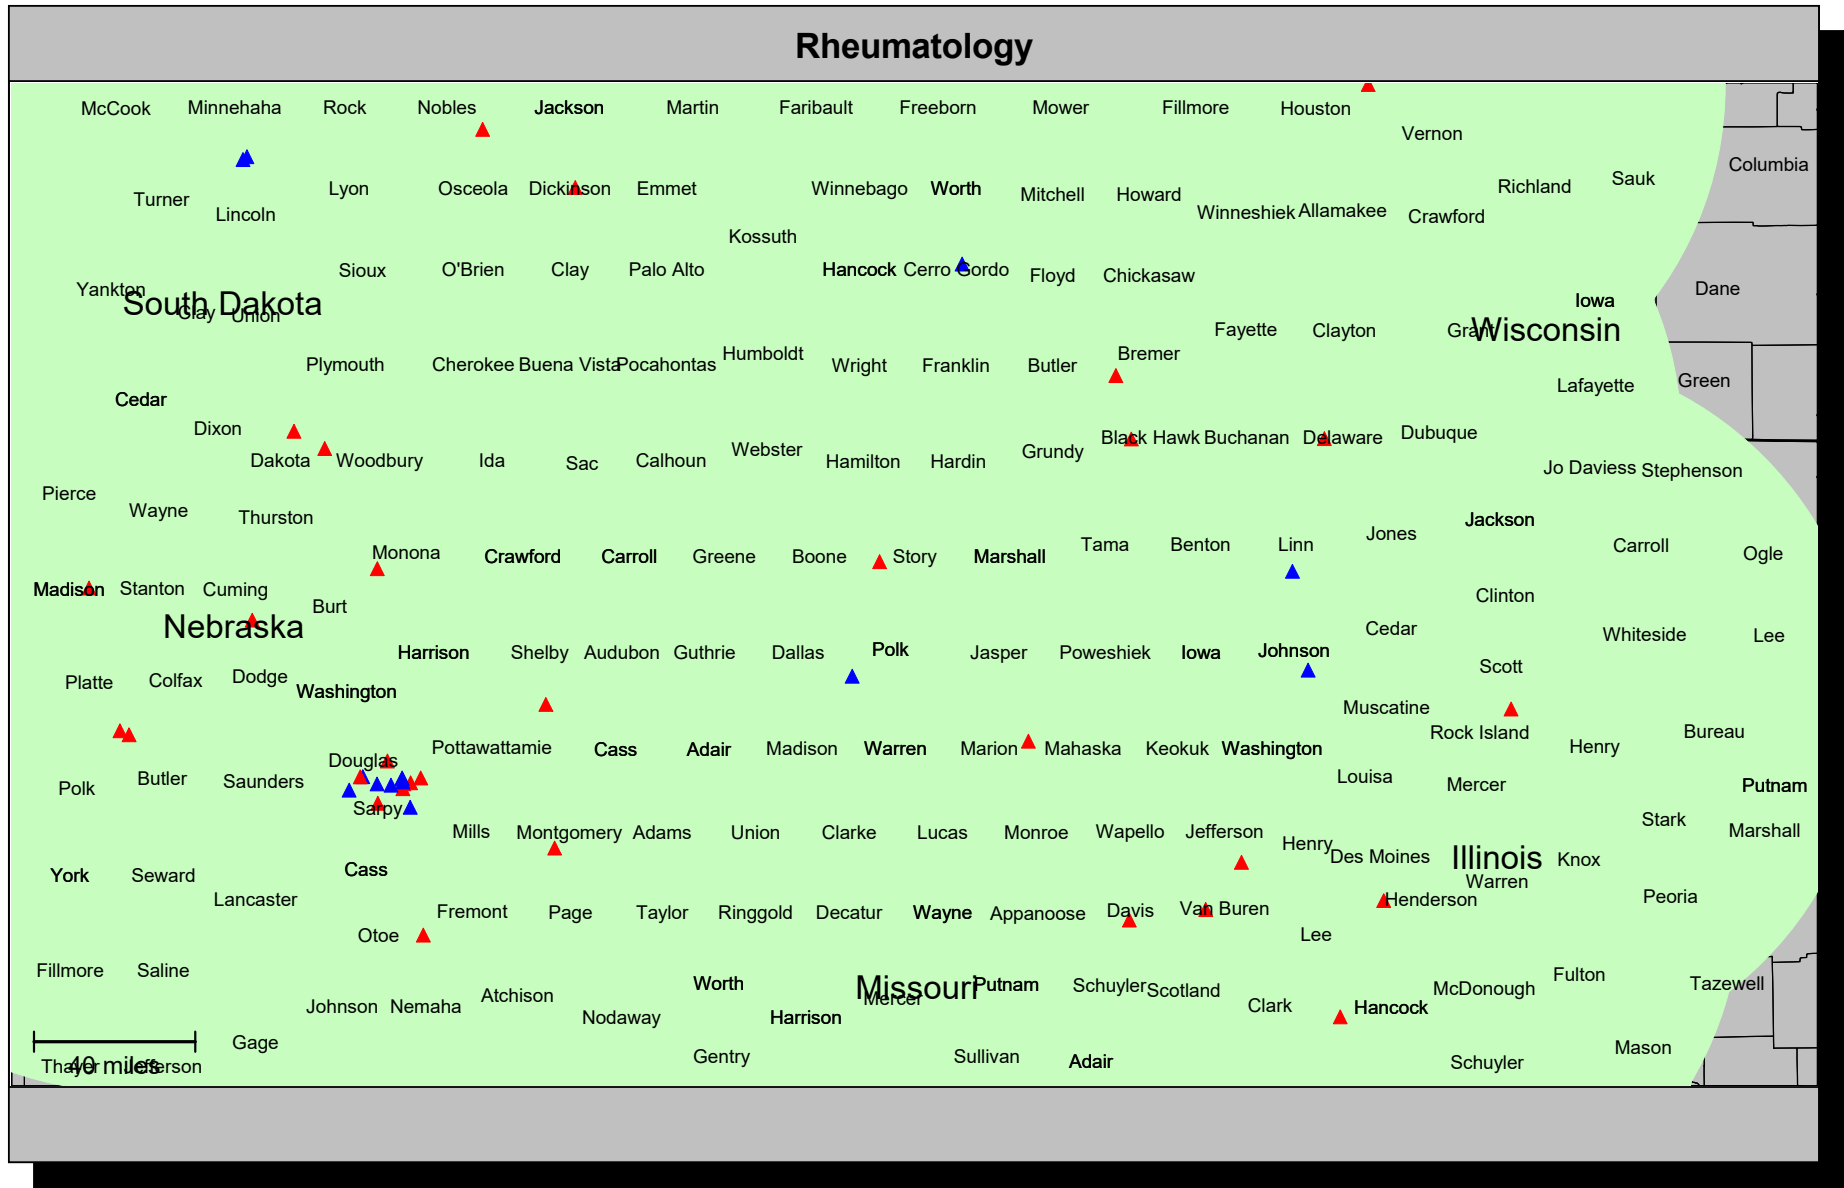 Rheumatology
McCook Minnehaha Rock Nobles Jackson Martin Faribault Freeborn Mower Fillmore Houston
Vernon
Columbia
Turner Lyon Osceola Dickinson Emmet Winnebago Worth Mitchell Howard Richland Sauk
Lincoln Winneshiek Allamakee Crawford
Kossuth
Sioux O'Brien Clay Palo Alto Hancock Cerro Gordo Floyd Chickasaw
Yankton Dane
South Dakota Iowa
Clay Union
Fayette Clayton Grant Wisconsin
Plymouth Cherokee Buena Vista Pocahontas Humboldt Wright Franklin Butler Bremer
Cedar Lafayette Green
Dixon
Dakota Woodbury Ida Sac Calhoun Webster Hamilton Hardin Grundy Black Hawk Buchanan Delaware Dubuque
Jo Daviess Stephenson
Pierce
Wayne Thurston Jackson
Monona Crawford Carroll Greene Boone Story Marshall Tama Benton Linn Jones Carroll Ogle
Madison Stanton Cuming Clinton
Burt
Nebraska Cedar Whiteside Lee
Harrison Shelby Audubon Guthrie Dallas Polk Jasper Poweshiek Iowa Johnson
Scott
Platte Colfax Dodge Washington
Muscatine
Rock Island Bureau
Douglas Pottawattamie Cass Adair Madison Warren Marion Mahaska Keokuk Washington Henry
Polk Butler Saunders Louisa Mercer Putnam
Sarpy
Mills Montgomery Adams Union Clarke Lucas Monroe Wapello Jefferson Stark Marshall
Henry
Des Moines Illinois Knox
York Seward Cass Warren
Lancaster Henderson Peoria
Fremont Page Taylor Ringgold Decatur Wayne Appanoose Davis Van Buren
Otoe Lee
Fillmore Saline Fulton
Worth Missouri Putnam Schuyler Scotland McDonough Tazewell
Mercer
Johnson Nemaha Atchison Clark Hancock
Nodaway Harrison
Gage
Gentry Sullivan Adair Schuyler Mason
Thayer Jefferson
40 miles